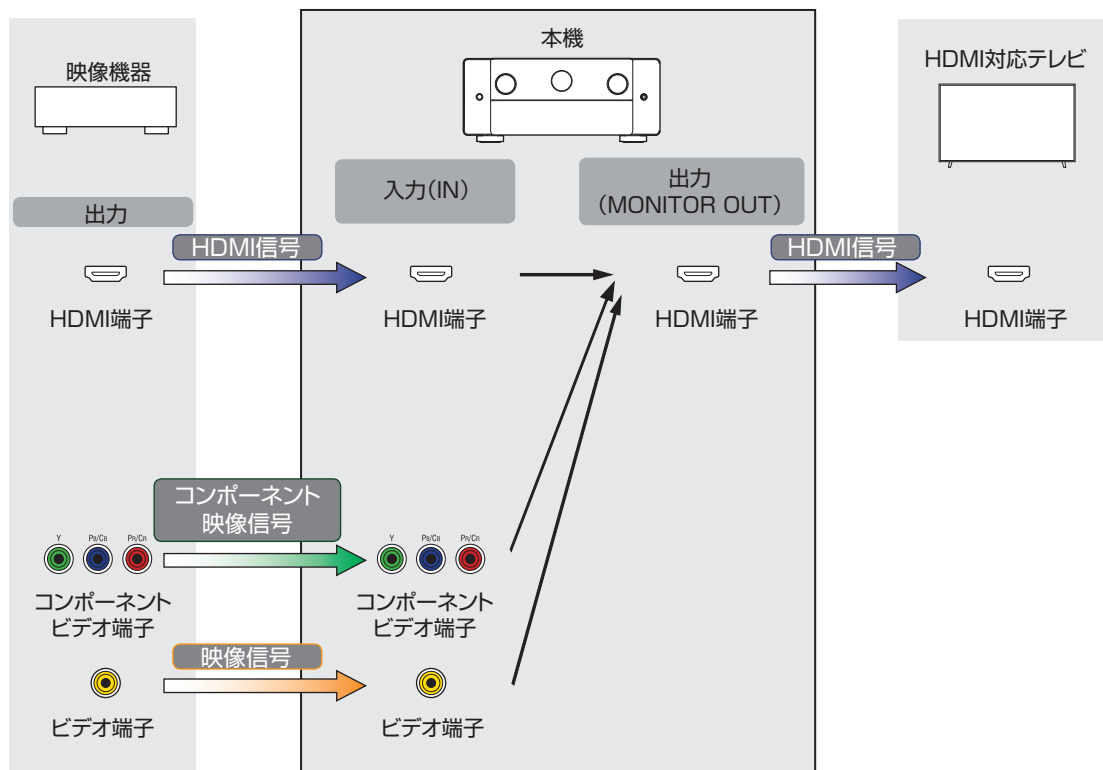 映像機器
本機
HDMI対応テレビ
入力(IN)
出力
(MONITOR OUT)
出力
HDMI信号
HDMI信号
HDMI端子
HDMI端子
HDMI端子
HDMI端子
コンポーネント
映像信号
Y PB/CB PR/CR
Y PB/CB PR/CR
コンポーネント
ビデオ端子
コンポーネント
ビデオ端子
映像信号
ビデオ端子
ビデオ端子